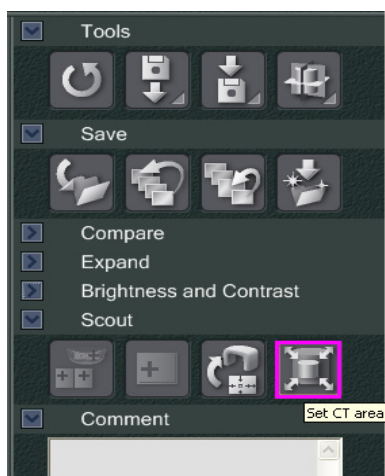 Tools
Save
Compare
Expand
Brightness and Contrast
Scout
Set CT area
Comment